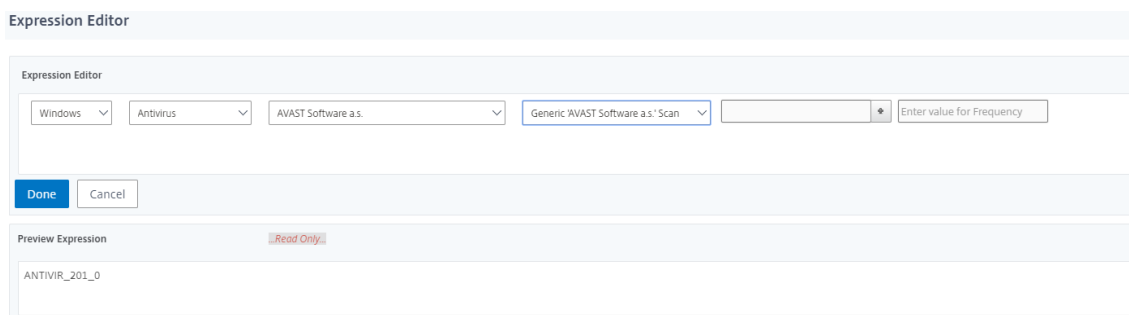 Expression Editor
Expression Editor
Windows Antivirus AVAST Software a.s. Generic 'AVAST Software a.s.' Scan Enter value for Frequency
Done Cancel
Preview Expression ...Read Only...
ANTIVIR_201_0